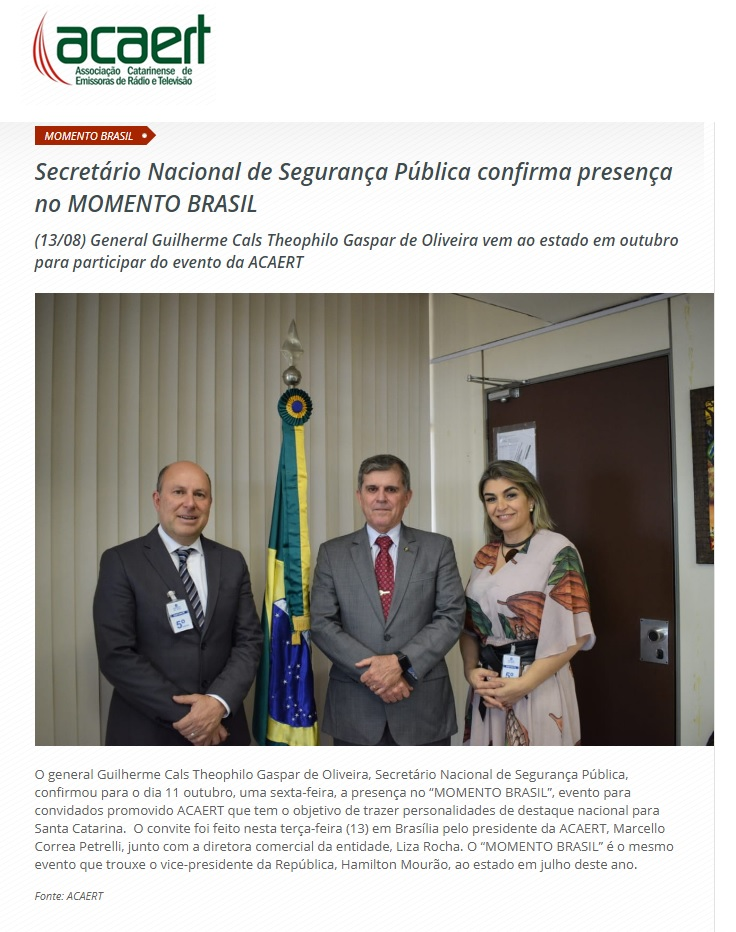 acaert
Associação Catarinense de
Emissoras de Rádio e Televisão
MOMENTO BRASIL
Secretário Nacional de Segurança Pública confirma presença
no MOMENTO BRASIL
(13/08) General Guilherme Cals Theophilo Gaspar de Oliveira vem ao estado em outubro
para participar do evento da ACAERT
5º
5º
O general Guilherme Cals Theophilo Gaspar de Oliveira, Secretário Nacional de Segurança Pública,
confirmou para o dia 11 outubro, uma sexta-feira, a presença no “MOMENTO BRASIL”, evento para
convidados promovido ACAERT que tem o objetivo de trazer personalidades de destaque nacional para
Santa Catarina.  O convite foi feito nesta terça-feira (13) em Brasília pelo presidente da ACAERT, Marcello
Correa Petrelli, junto com a diretora comercial da entidade, Liza Rocha. O “MOMENTO BRASIL” é o mesmo
evento que trouxe o vice-presidente da República, Hamilton Mourão, ao estado em julho deste ano.
Fonte: ACAERT